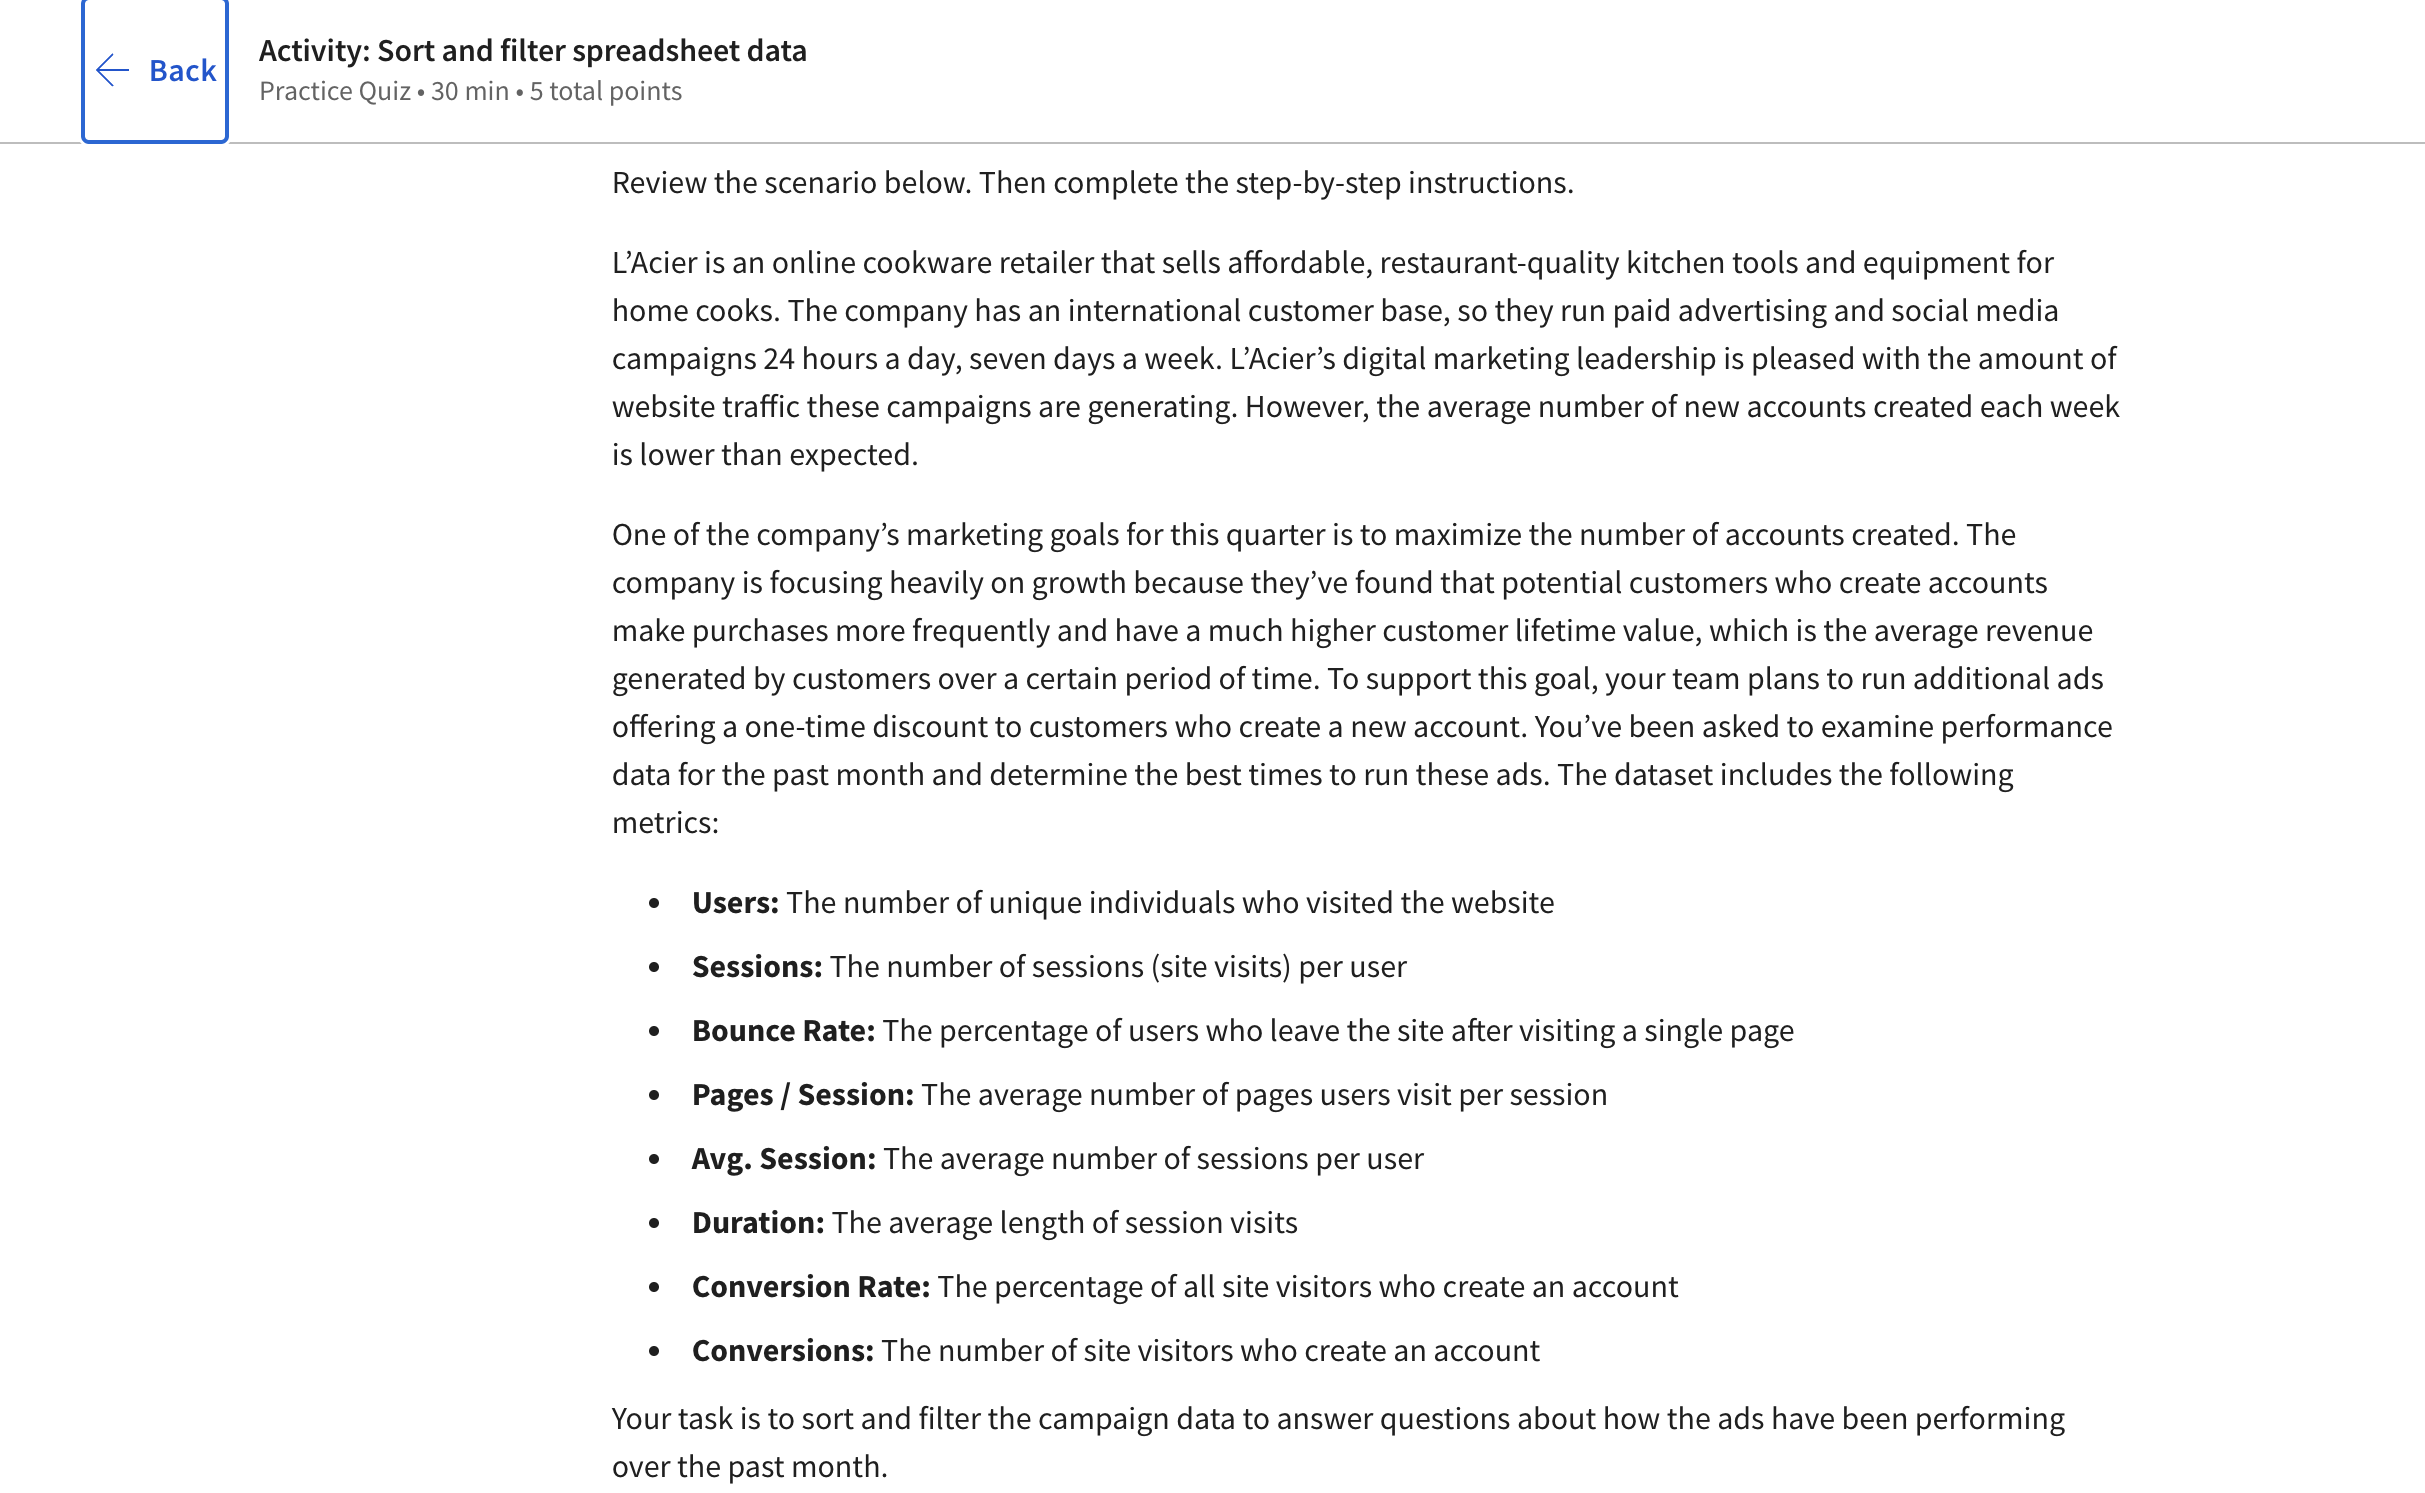 Back
Activity: Sort and filter spreadsheet data
Practice Quiz • 30 min • 5 total points
Review the scenario below. Then complete the step-by-step instructions.
L’Acier is an online cookware retailer that sells affordable, restaurant-quality kitchen tools and equipment for
home cooks. The company has an international customer base, so they run paid advertising and social media
campaigns 24 hours a day, seven days a week. L’Acier’s digital marketing leadership is pleased with the amount of
website traffic these campaigns are generating. However, the average number of new accounts created each week
is lower than expected.
One of the company’s marketing goals for this quarter is to maximize the number of accounts created. The
company is focusing heavily on growth because they’ve found that potential customers who create accounts
make purchases more frequently and have a much higher customer lifetime value, which is the average revenue
generated by customers over a certain period of time. To support this goal, your team plans to run additional ads
offering a one-time discount to customers who create a new account. You’ve been asked to examine performance
data for the past month and determine the best times to run these ads. The dataset includes the following
metrics:
• Users: The number of unique individuals who visited the website
• Sessions: The number of sessions (site visits) per user
• Bounce Rate: The percentage of users who leave the site after visiting a single page
• Pages / Session: The average number of pages users visit per session
• Avg. Session: The average number of sessions per user
• Duration: The average length of session visits
• Conversion Rate: The percentage of all site visitors who create an account
• Conversions: The number of site visitors who create an account
Your task is to sort and filter the campaign data to answer questions about how the ads have been performing
over the past month.